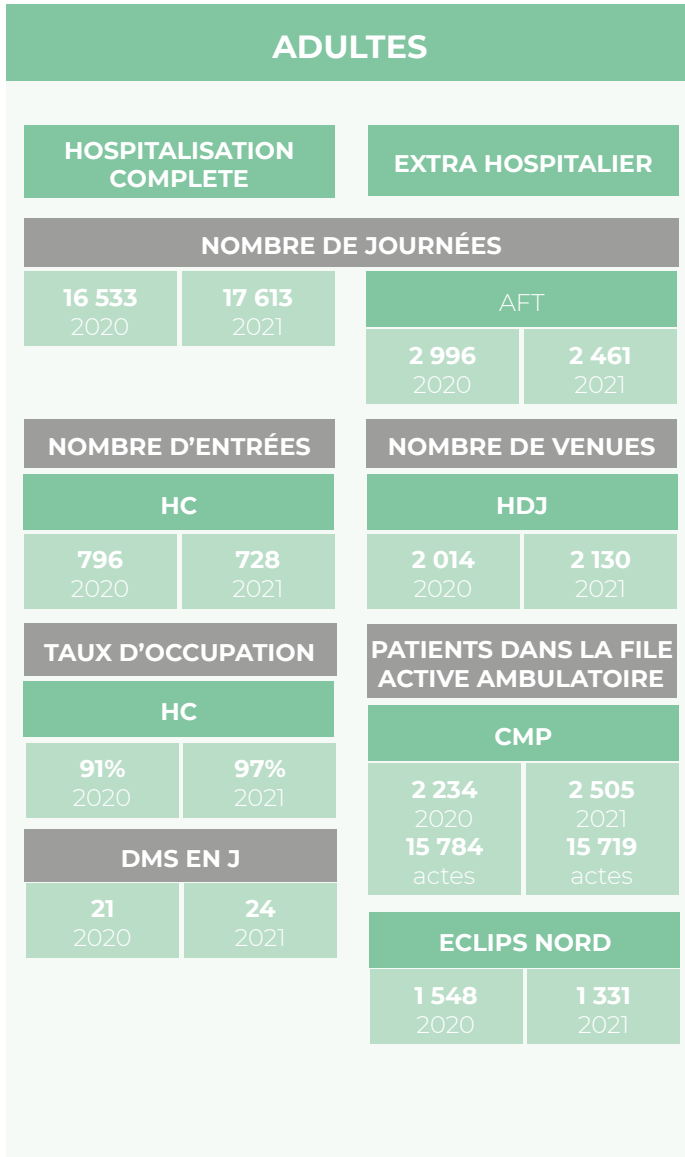 ADULTES
HOSPITALISATION
COMPLETE
EXTRA HOSPITALIER
NOMBRE DE JOURNÉES
16 533
2020
17 613
2021
AFT
2 996
2020
2 461
2021
NOMBRE D’ENTRÉES
HC
796
2020
728
2021
NOMBRE DE VENUES
HDJ
2 014
2020
2 130
2021
TAUX D’OCCUPATION
HC
91%
2020
97%
2021
PATIENTS DANS LA FILE
ACTIVE AMBULATOIRE
CMP
2 234
2020
15 784
actes
2 505
2021
15 719
actes
DMS EN J
21
2020
24
2021
ECLIPS NORD
1 548
2020
1 331
2021